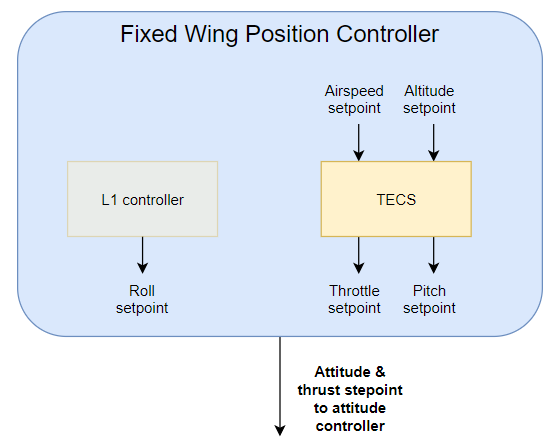 Fixed Wing Position Controller
Airspeed
setpoint
Altitude
setpoint
L1 controller
TECS
Roll
setpoint
Throttle
setpoint
Pitch
setpoint
Attitude &
thrust stepoint
to attitude
controller